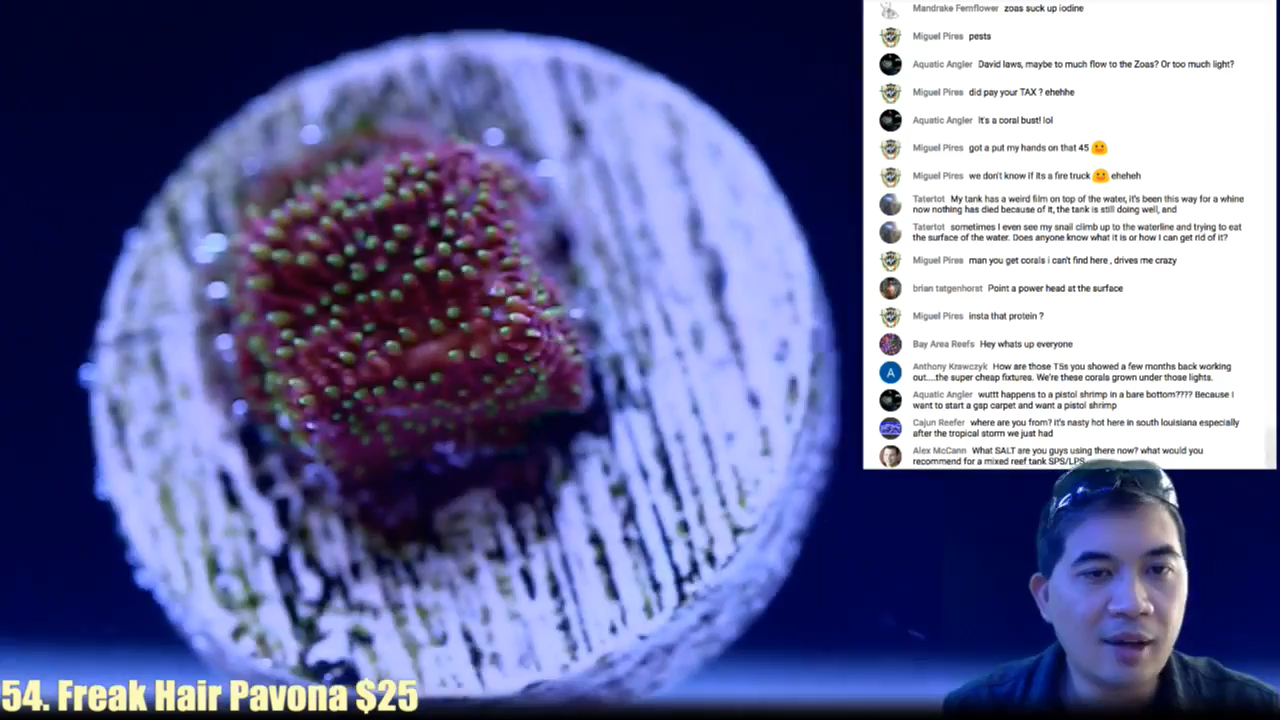 Mandrake Fernflower zoas suck up iodine
Miguel Pires pests
Aquatic Angler David laws, maybe to much flow to the Zoas? Or too much light?
Miguel Pires did pay your TAX ? ehehhe
Aquatic Angler It's a coral bust! lol
Miguel Pires got a put my hands on that 45
Miguel Pires we don't know if its a fire truck eheheh
Tatertot My tank has a weird film on top of the water, it's been this way for a whine
now nothing has died because of it, the tank is still doing well, and
Tatertot sometimes I even see my snail climb up to the waterline and trying to eat
the surface of the water. Does anyone know what it is or how I can get rid of it?
Miguel Pires man you get corals i can't find here , drives me crazy
brian tatgenhorst Point a power head at the surface
Miguel Pires insta that protein ?
Bay Area Reefs Hey whats up everyone
A
Anthony Krawczyk How are those T5s you showed a few months back working
out....the super cheap fixtures. We're these corals grown under those lights.
Aquatic Angler wuttt happens to a pistol shrimp in a bare bottom???? Because I
want to start a gap carpet and want a pistol shrimp
Cajun Reefer where are you from? It's nasty hot here in south louisiana especially
after the tropical storm we just had
Alex McCann What SALT are you guys using there now? what would you
recommend for a mixed reef tank SPS/LPS
54. Freak Hair Pavona $25